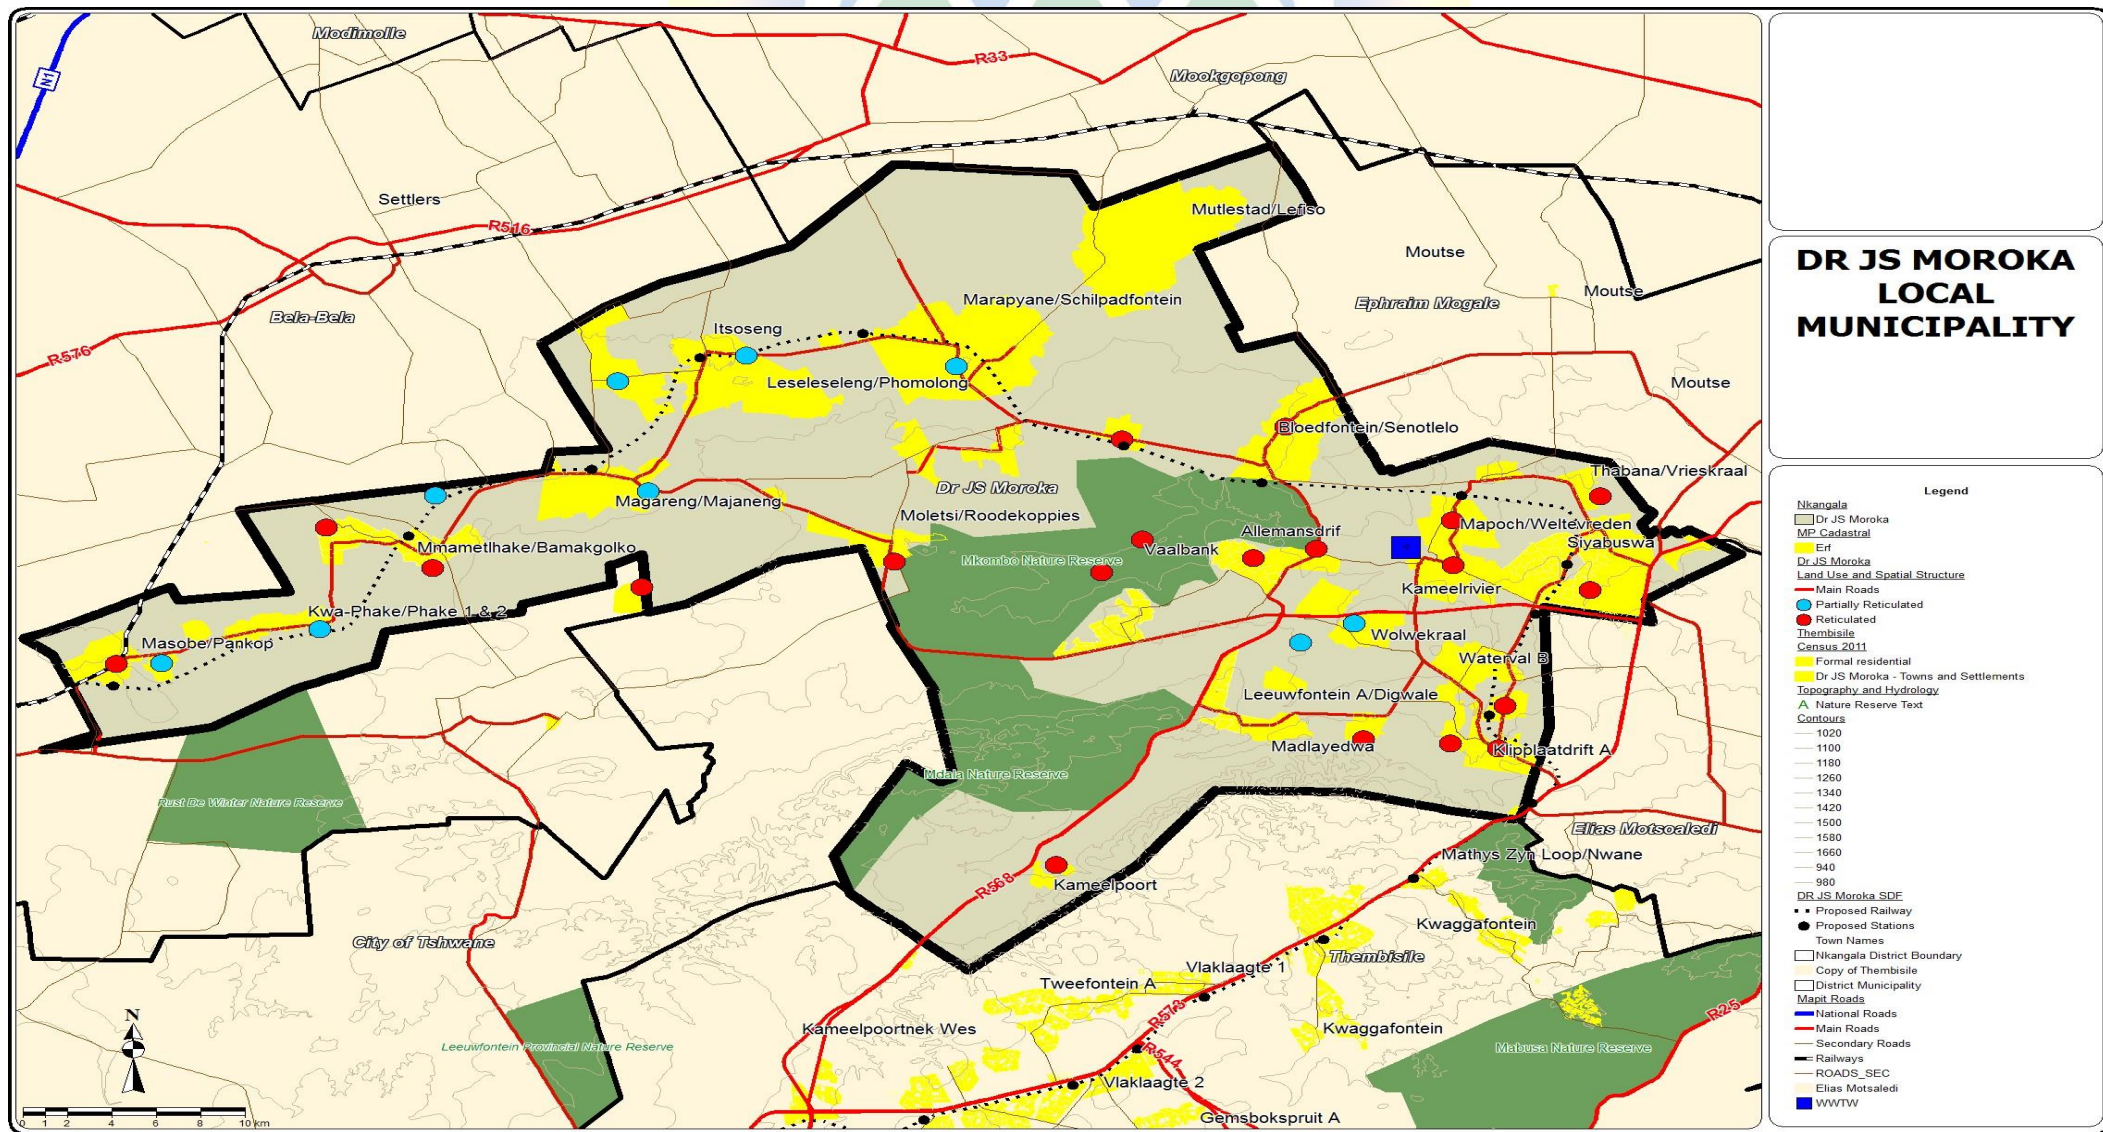 Modimolle
R33
Mookgopong
N1
Settlers
R516
Mutlestad/Lefiso
Moutse
Moutse
Ephraim Mogale
Marapyane/Schilpadfontein
Bela-Bela
Itsoseng
R576
Leseleseleng/Phomolong
Moutse
Bloedfontein/Senotlelo
Thabana/Vrieskraal
Dr JS Moroka
Magareng/Majaneng
Moletsi/Roodekoppies
Mapoch/Weltevreden
Allemansdrif
Siyabuswa
Mmametlhake/Bamakgolko
Vaalbank
Mkombo Nature Reserve
Kameelrivier
Kwa-Phake/Phake 1 & 2
Masobe/Pankop
Wolwekraal
Waterval B
Leeuwfontein A/Digwale
Madlayedwa
Klipplaatdrift A
Mdala Nature Reserve
Rust De Winter Nature Reserve
Elias Motsoaledi
Mathys Zyn Loop/Nwane
Kameelpoort
R568
Kwaggafontein
City of Tshwane
Thembisile
Vlaklaagte 1
Tweefontein A
R573
R25
Kameelpoortnek Wes
Kwaggafontein
Leeuwfontein Provincial Nature Reserve
Mabusa Nature Reserve
R544
Vlaklaagte 2
Gemsbokspruit A
N
0 1 2 4 6 8 10 km
DR JS MOROKA
LOCAL
MUNICIPALITY
Legend
Nkangala
Dr JS Moroka
MP Cadastral
Erf
Dr JS Moroka
Land Use and Spatial Structure
Main Roads
Partially Reticulated
Reticulated
Thembisile
Census 2011
Formal residential
Dr JS Moroka - Towns and Settlements
Topography and Hydrology
A Nature Reserve Text
Contours
1020
1100
1180
1260
1340
1420
1500
1580
1660
940
980
DR JS Moroka SDF
Proposed Railway
Proposed Stations
Town Names
Nkangala District Boundary
Copy of Thembisile
District Municipality
Mapit Roads
National Roads
Main Roads
Secondary Roads
Railways
ROADS_SEC
Elias Motsaledi
WWTW